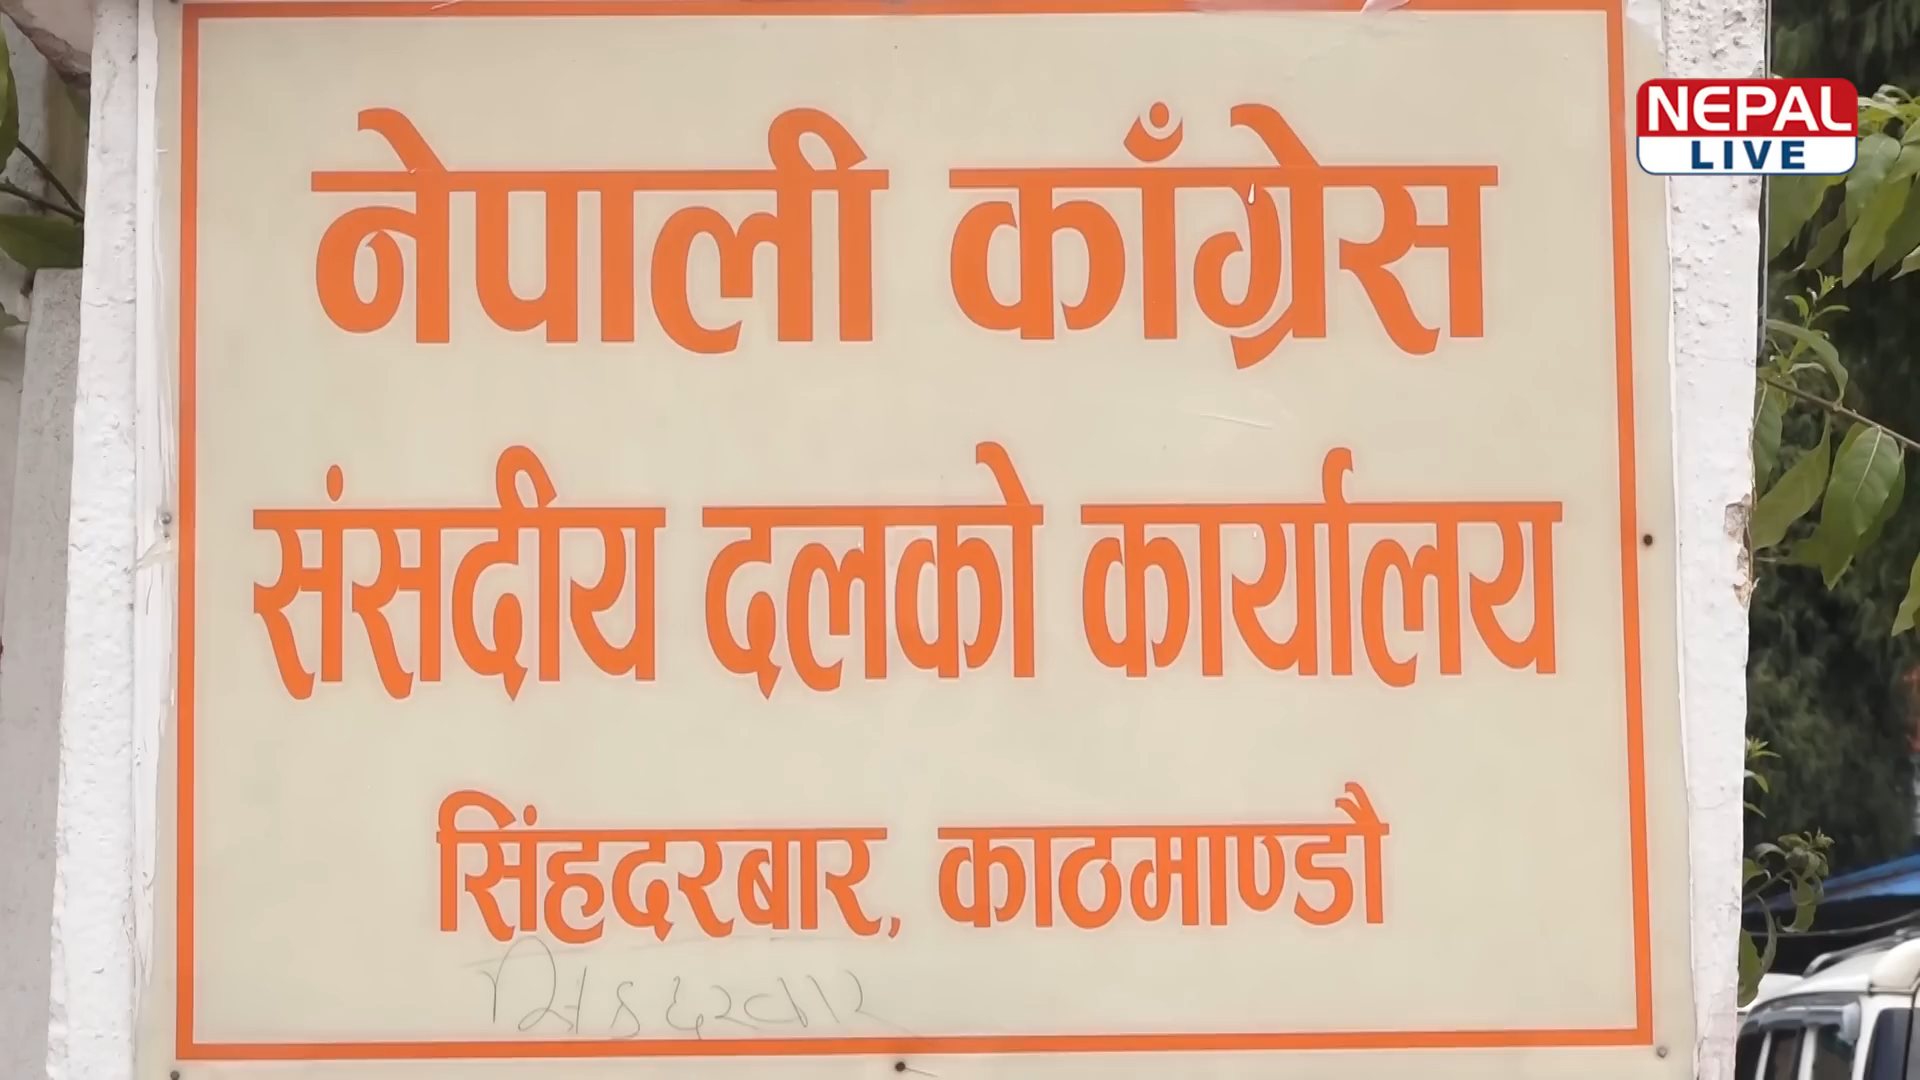 नेपाली काँग्रेस
NEPAL
LIVE
संसदीय दलको कार्यालय
सिंहदरबार, काठमाण्डौ